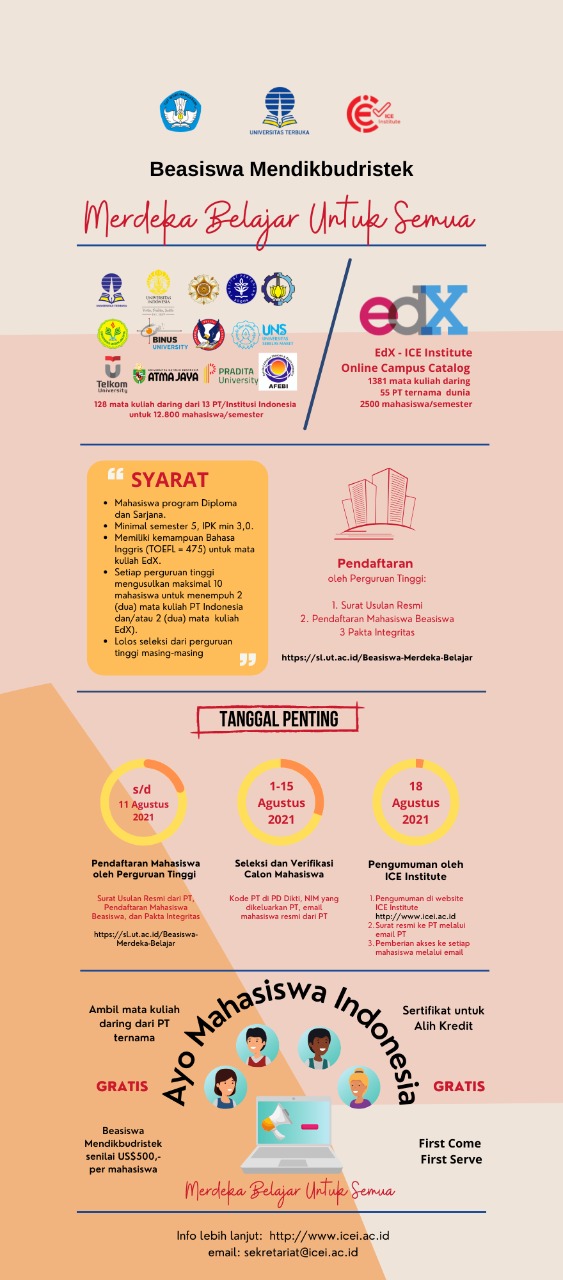 UNIVERSITAS TERBUKA
ICE
Institute
Beasiswa Mendikbudristek
Merdeka Belajar Untuk Semua
UNIVERSITAS TERBUKA
UNIVERSITAS
INDONESIA
BINUS
UNIVERSITY
UNS
UNIVERSITAS
SEBELAS MARET
Telkom
University
ATMA JAYA
PRADITA
University
AFEBI
128 mata kuliah daring dari 13 PT/Institusi Indonesia
untuk 12.800 mahasiswa/semester
edX
EdX - ICE Institute
Online Campus Catalog
1381 mata kuliah daring
55 PT ternama dunia
2500 mahasiswa/semester
SYARAT
• Mahasiswa program Diploma
dan Sarjana.
• Minimal semester 5, IPK min 3,0.
• Memiliki kemampuan Bahasa
Inggris (TOEFL = 475) untuk mata
kuliah EdX.
• Setiap perguruan tinggi
mengusulkan maksimal 10
mahasiswa untuk menempuh 2
(dua) mata kuliah PT Indonesia
dan/atau 2 (dua) mata kuliah
EdX).
• Lolos seleksi dari perguruan
tinggi masing-masing
Pendaftaran
oleh Perguruan Tinggi:
1. Surat Usulan Resmi
2. Pendaftaran Mahasiswa Beasiswa
3 Pakta Integritas
https://sl.ut.ac.id/Beasiswa-Merdeka-Belajar
TANGGAL PENTING
s/d
11 Agustus
2021
Pendaftaran Mahasiswa
oleh Perguruan Tinggi
Surat Usulan Resmi dari PT,
Pendaftaran Mahasiswa
Beasiswa, dan Pakta Integritas
https://sl.ut.ac.id/Beasiswa-
Merdeka-Belajar
1-15
Agustus
2021
Seleksi dan Verifikasi
Calon Mahasiswa
Kode PT di PD Dikti, NIM yang
dikeluarkan PT, email
mahasiswa resmi dari PT
18
Agustus
2021
Pengumuman oleh
ICE Institute
1. Pengumuman di website
ICE Institute
http://www.icei.ac.id
2. Surat resmi ke PT melalui
email PT
3. Pemberian akses ke setiap
mahasiswa melalui email
Ayo Mahasiswa Indonesia
Ambil mata kuliah
daring dari PT
ternama
GRATIS
Beasiswa
Mendikbudristek
senilai US$500,-
per mahasiswa
Sertifikat untuk
Alih Kredit
GRATIS
First Come
First Serve
Merdeka Belajar Untuk Semua
Info lebih lanjut: http://www.icei.ac.id
email: sekretariat@icei.ac.id